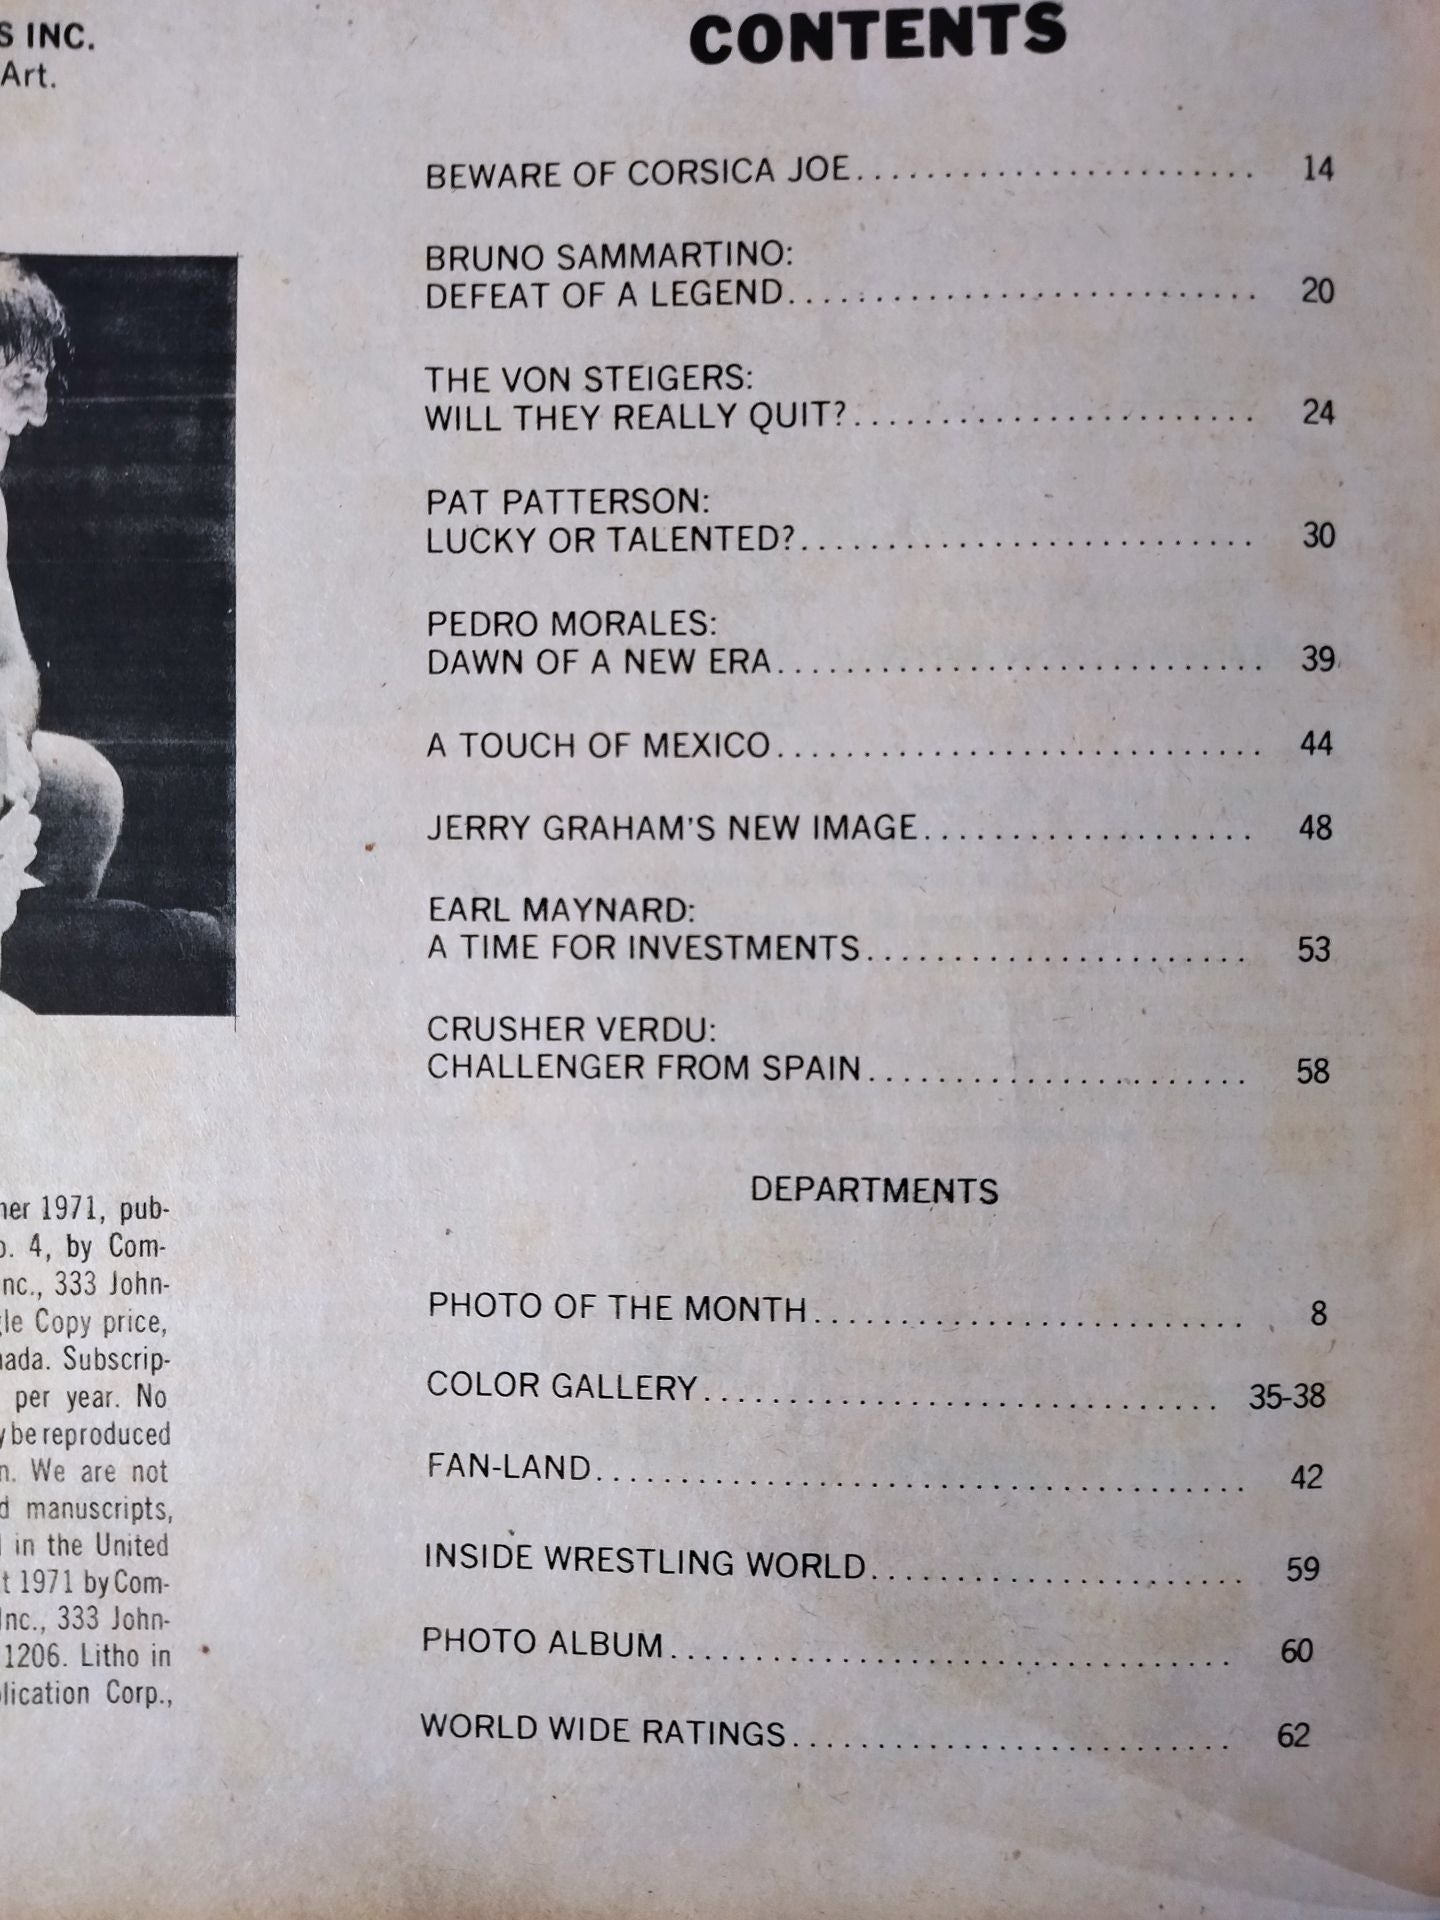 S INC.
Art.
CONTENTS
BEWARE OF CORSICA JOE........................ 14
BRUNO SAMMARTINO:
DEFEAT OF A LEGEND............................ 20
THE VON STEIGERS:
WILL THEY REALLY QUIT?........................ 24
PAT PATTERSON:
LUCKY OR TALENTED?........................... 30
PEDRO MORALES:
DAWN OF A NEW ERA............................. 39
A TOUCH OF MEXICO............................. 44
JERRY GRAHAM'S NEW IMAGE.................... 48
EARL MAYNARD:
A TIME FOR INVESTMENTS....................... 53
CRUSHER VERDU:
CHALLENGER FROM SPAIN....................... 58
DEPARTMENTS
PHOTO OF THE MONTH.......................... 8
COLOR GALLERY............................... 35-38
FAN-LAND....................................... 42
INSIDE WRESTLING WORLD....................... 59
PHOTO ALBUM.................................. 60
WORLD WIDE RATINGS........................... 62
1971, pub-
4, by Com-
333 John-
Copy price,
Subscrip-
per year. No
be reproduced
We are not
manuscripts,
in the United
1971 by Com-
Inc., 333 John-
1206. Litho in
Corp.,